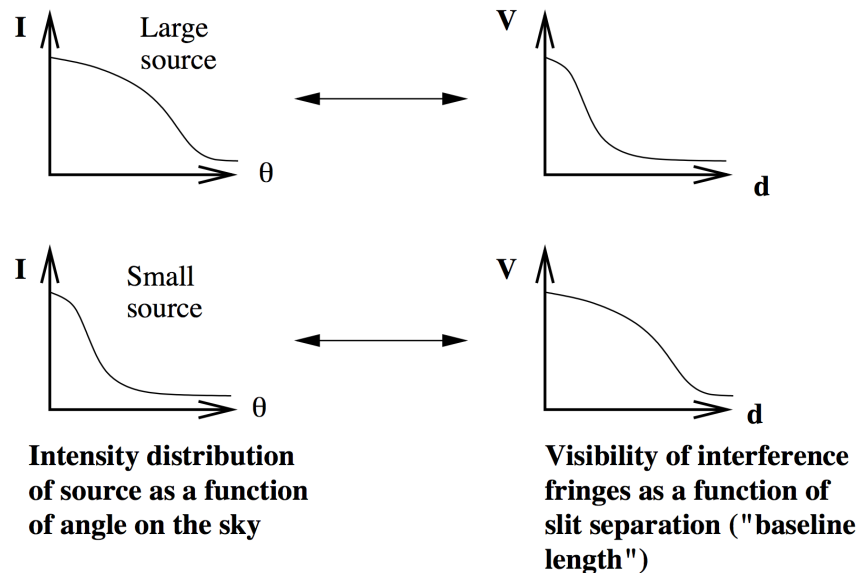 I
Large
source
θ
V
d
I
Small
source
θ
V
d
Intensity distribution
of source as a function
of angle on the sky
Visibility of interference
fringes as a function of
slit separation ("baseline
length")